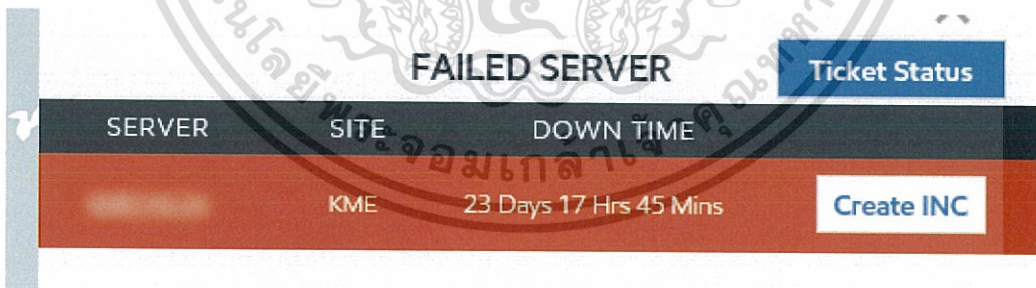 FAILED SERVER
Ticket Status
SERVER SITE DOWN TIME
KME 23 Days 17 Hrs 45 Mins Create INC